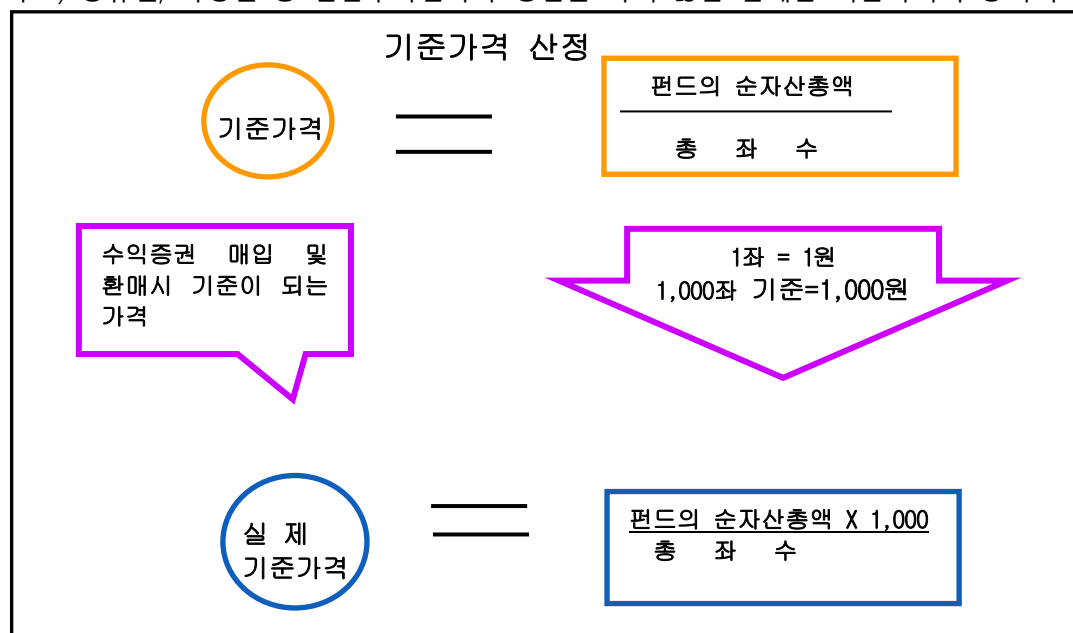 기준가격 산정
기준가격
펀드의 순자산총액
총 좌 수
수익증권 매입 및
환매시 기준이 되는
가격
1좌 = 1원
1,000좌 기준=1,000원
실 제
기준가격
펀드의 순자산총액 X 1,000
총 좌 수